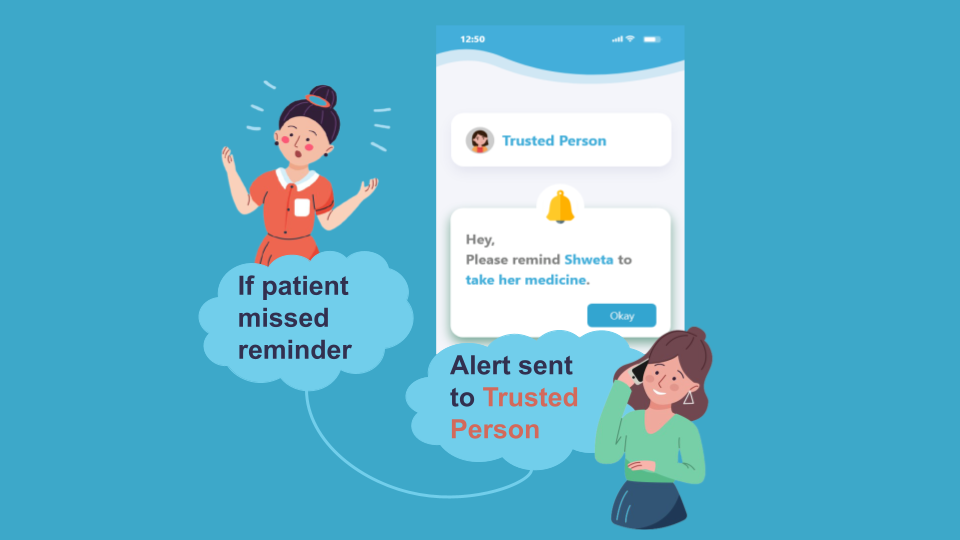 12:50
Trusted Person
Hey,
Please remind Shweta to
take her medicine.
Okay
If patient
missed
reminder
Alert sent
to Trusted
Person